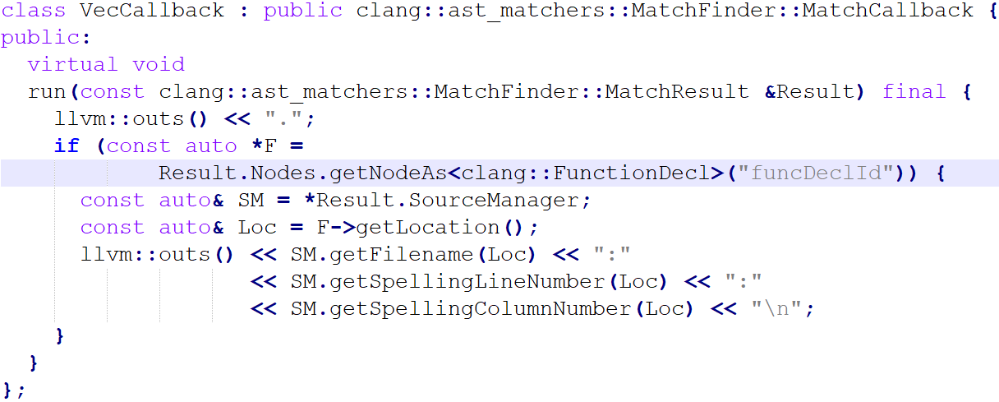 class VecCallback : public clang::ast_matchers::MatchFinder::MatchCallback {
public:
  virtual void
  run(const clang::ast_matchers::MatchFinder::MatchResult &Result) final {
    llvm::outs() << ".";
    if (const auto *F =
            Result.Nodes.getNodeAs<clang::FunctionDecl>("funcDeclId")) {
      const auto& SM = *Result.SourceManager;
      const auto& Loc = F->getLocation();
      llvm::outs() << SM.getFilename(Loc) << ":"
                   << SM.getSpellingLineNumber(Loc) << ":"
                   << SM.getSpellingColumnNumber(Loc) << "\n";
    }
  }
};